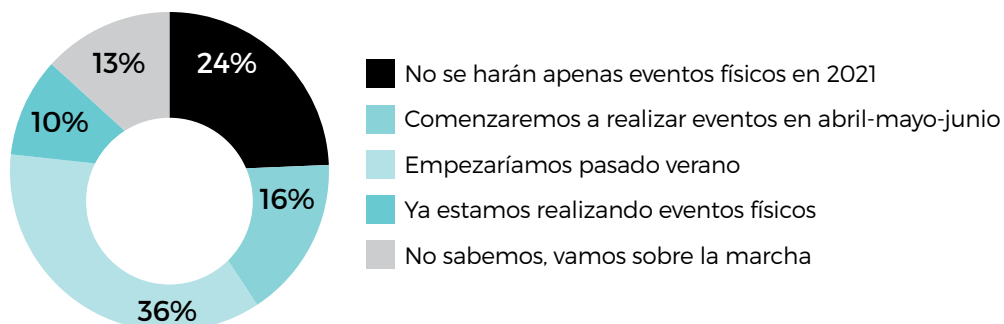 13%
24%
10%
16%
36%
No se harán apenas eventos físicos en 2021
Comenzaremos a realizar eventos en abril-mayo-junio
Empezaríamos pasado verano
Ya estamos realizando eventos físicos
No sabemos, vamos sobre la marcha